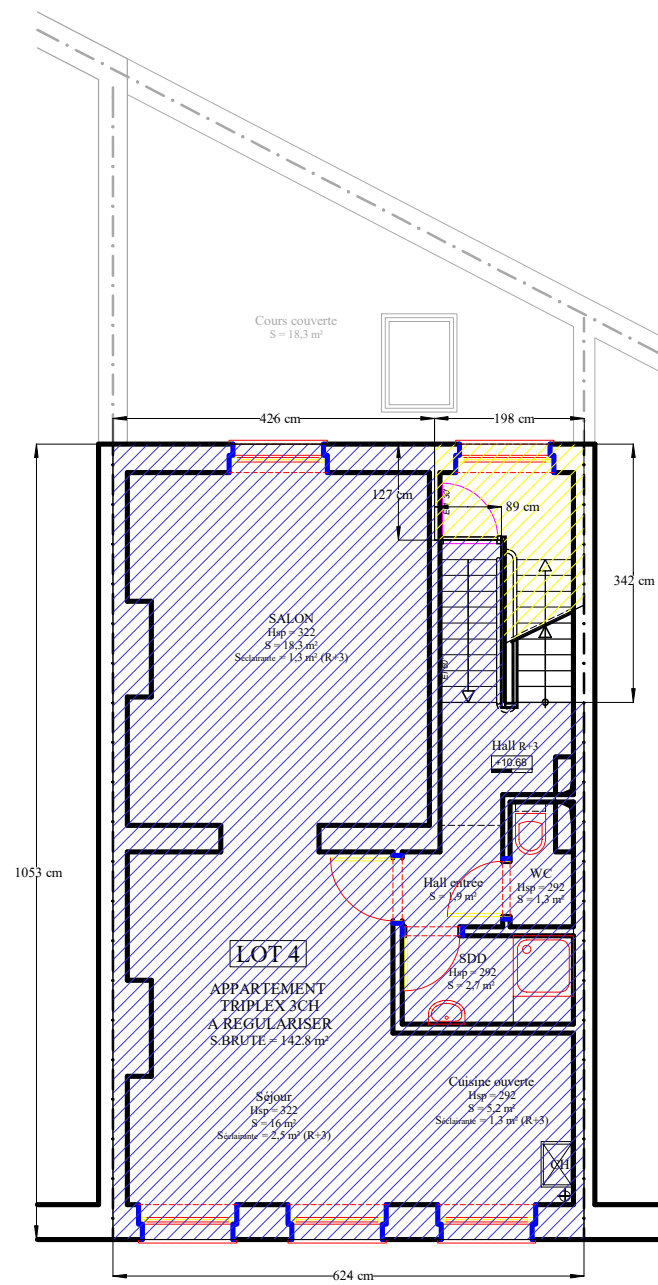 Cours couverte
S = 18,3 m²
426 cm
198 cm
127 cm
89 cm
342 cm
SALON
Hsp = 322
S = 18,3 m²
Séclairante = 1,3 m² (R+3)
Hall R+3
+10.68
1053 cm
Hall entrée
S = 1,9 m²
WC
Hsp = 292
S = 1,3 m²
LOT 4
SDD
Hsp = 292
S = 2,7 m²
APPARTEMENT
TRIPLEX 3CH
A REGULARISER
S.BRUTE = 142.8 m²
Séjour
Hsp = 322
S = 16 m²
Séclairante = 2,5 m² (R+3)
Cuisine ouverte
Hsp = 292
S = 5,2 m²
Séclairante = 1,3 m² (R+3)
CH
624 cm